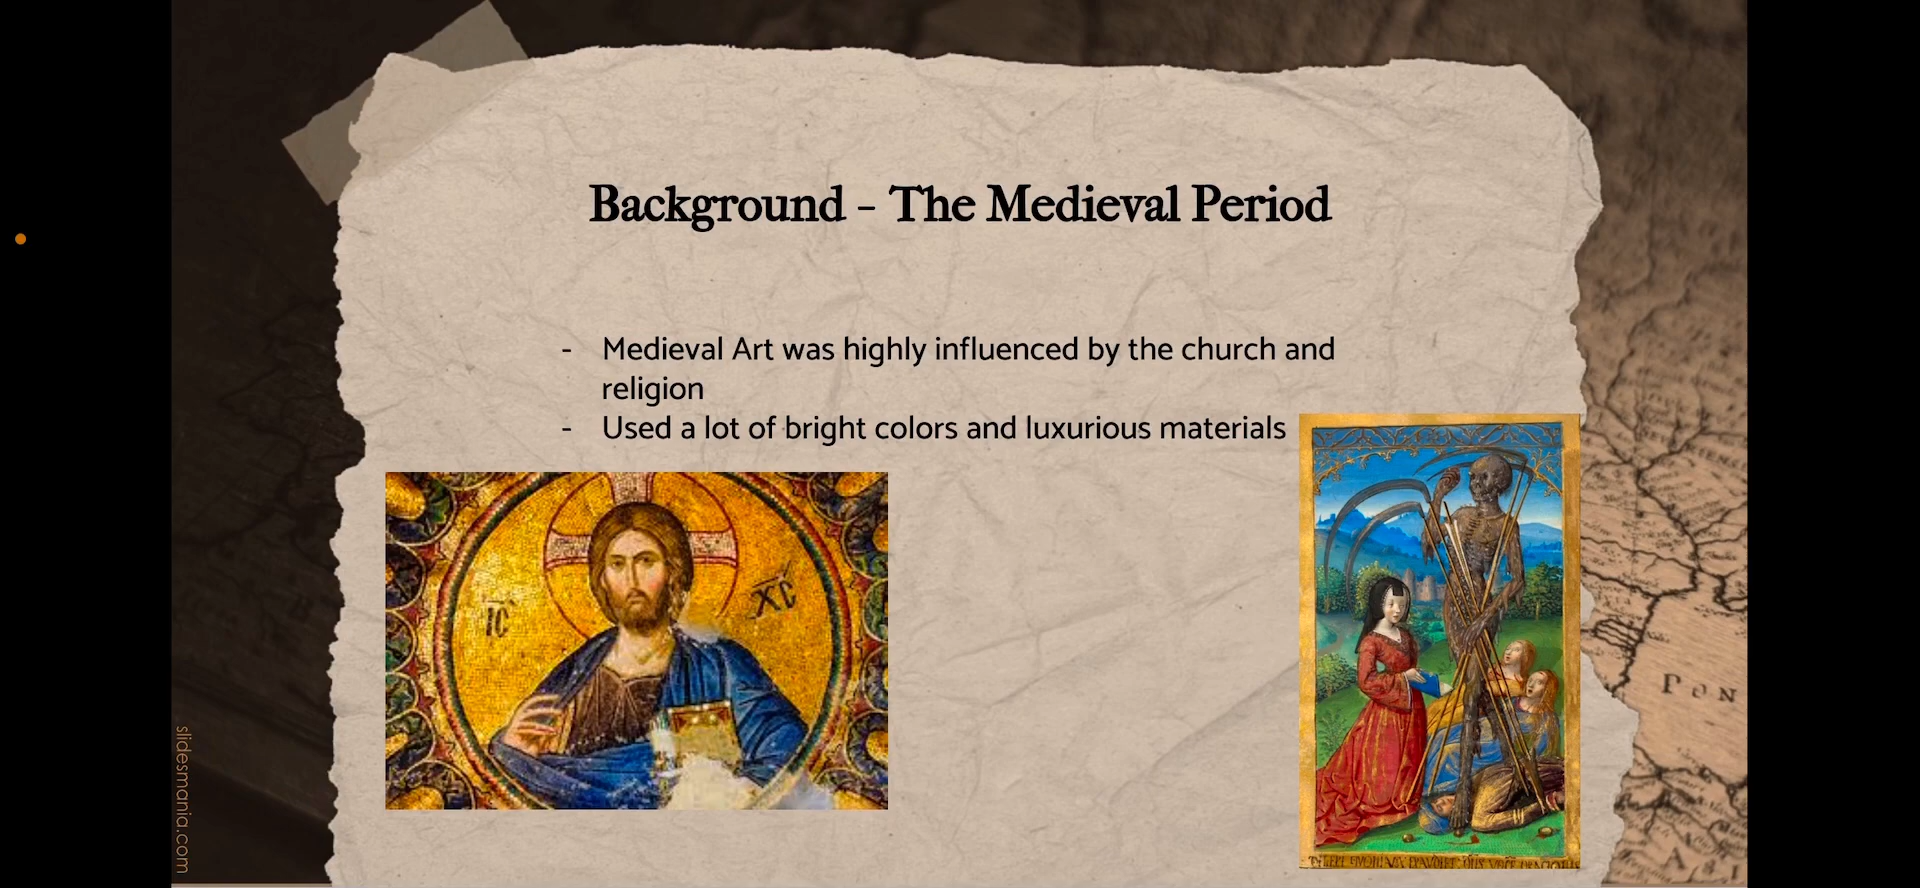 Background - The Medieval Period
- Medieval Art was highly influenced by the church and
religion
- Used a lot of bright colors and luxurious materials
IC
XC
PON
slidesmania.com